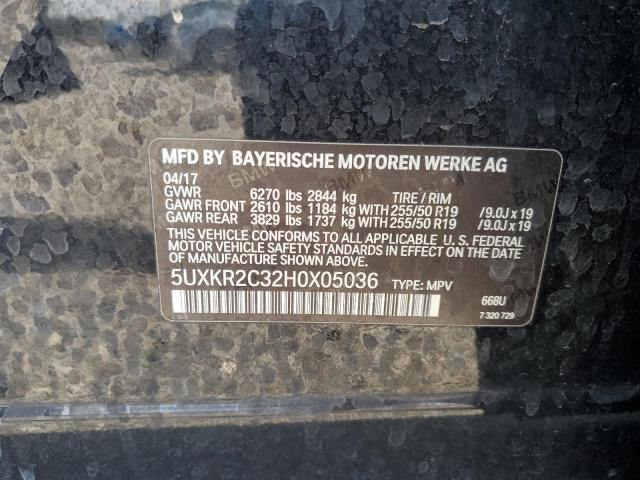 MFD BY BAYERISCHE MOTOREN WERKE AG
04/17
GVWR 6270 lbs 2844 kg TIRE / RIM
GAWR FRONT 2610 lbs 1184 kg WITH 255/50 R19 /9.0J x 19
GAWR REAR 3829 lbs 1737 kg WITH 255/50 R19 /9.0J x 19
THIS VEHICLE CONFORMS TO ALL APPLICABLE U. S. FEDERAL
MOTOR VEHICLE SAFETY STANDARDS IN EFFECT ON THE DATE
OF MANUFACTURE SHOWN ABOVE.
5UXKR2C32H0X05036 TYPE: MPV 668U
7 320 729